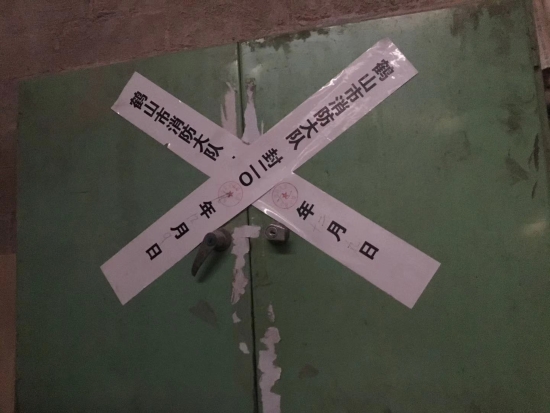 鹤山市消防大队 封 二〇 年 月 日
鹤山市消防大队 年 月 日